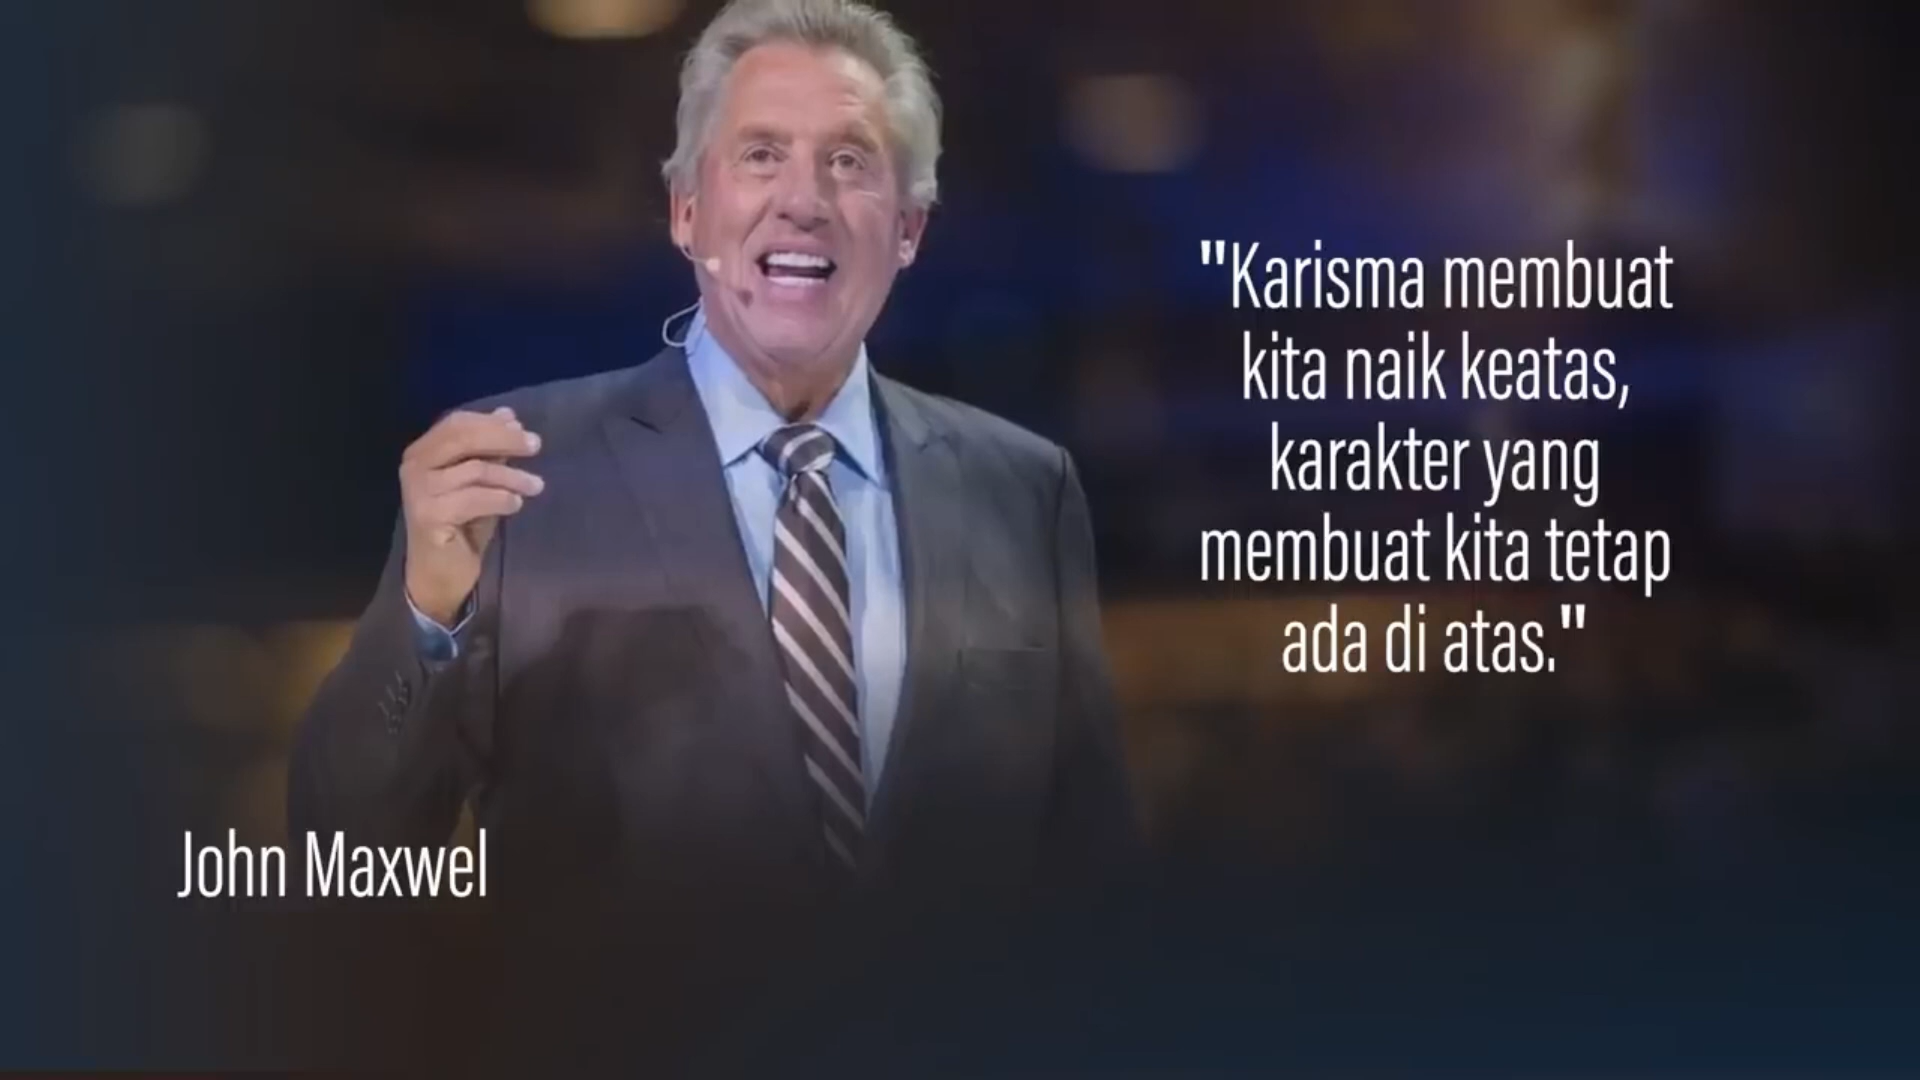 "Karisma membuat
kita naik keatas,
karakter yang
membuat kita tetap
ada di atas."
John Maxwel